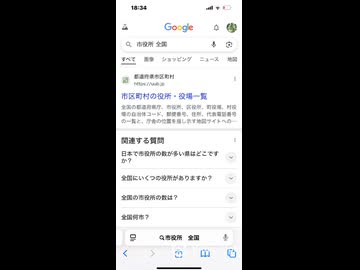 18:34
Google
市役所 全国
すべて 画像 ショッピング ニュース 地図
都道府県市区町村
https://uub.jp
市区町村の役所・役場一覧
全国の都道府県庁、市役所、区役所、町役場、村役
場の自治体コード、郵便番号、住所、代表電話番号
の一覧と、庁舎の位置を指し示す地図サイトへの…
関連する質問
日本で市役所の数が多い県はどこです
か？
全国にいくつの役所がありますか？
全国の市役所の数は？
全国何市？
市役所 全国